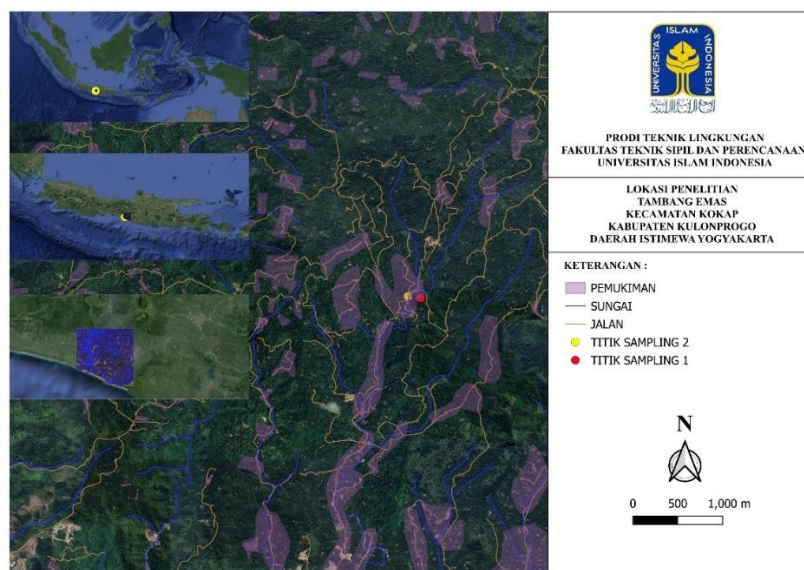 UNIVERSITAS ISLAM INDONESIA
PRODI TEKNIK LINGKUNGAN
FAKULTAS TEKNIK SIPIL DAN PERENCANAAN
UNIVERSITAS ISLAM INDONESIA
LOKASI PENELITIAN
TAMBANG EMAS
KECAMATAN KOKAP
KABUPATEN KULONPROGO
DAERAH ISTIMEWA YOGYAKARTA
KETERANGAN :
PEMUKIMAN
SUNGAI
JALAN
TITIK SAMPLING 2
TITIK SAMPLING 1
N
0 500 1,000 m